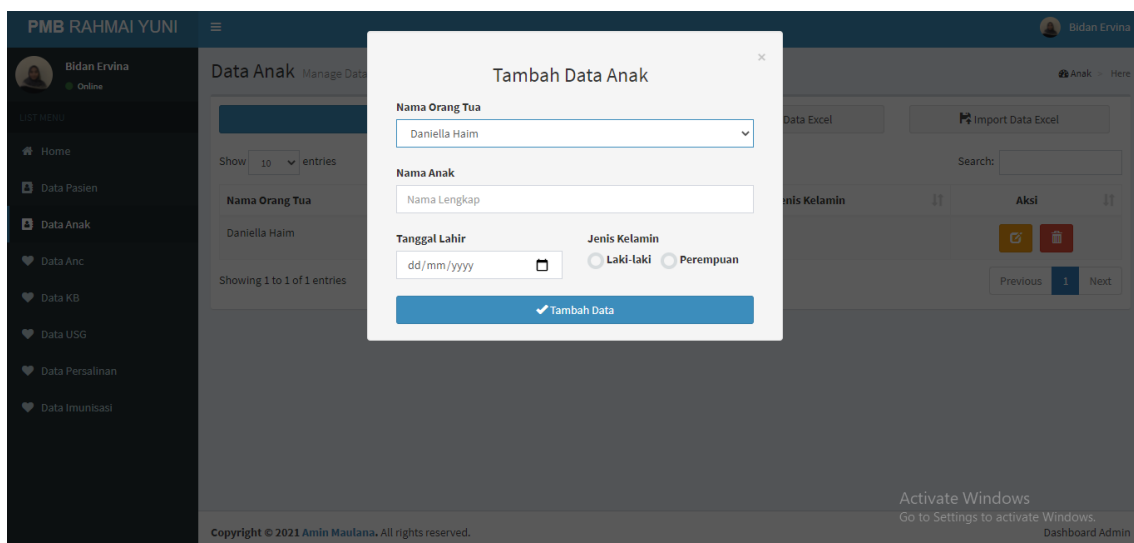 PMB RAHMAI YUNI
Bidan Ervina
Bidan Ervina
Online
LIST MENU
Home
Data Pasien
Data Anak
Data Anc
Data KB
Data USG
Data Persalinan
Data Imunisasi
Data Anak Manage Data
Anak > Here
Data Excel
Import Data Excel
Show 10 entries
Search:
Nama Orang Tua
enis Kelamin
Aksi
Daniella Haim
Showing 1 to 1 of 1 entries
Previous 1 Next
Tambah Data Anak
×
Nama Orang Tua
Daniella Haim
Nama Anak
Nama Lengkap
Tanggal Lahir
Jenis Kelamin
dd/mm/yyyy
Laki-laki
Perempuan
Tambah Data
Activate Windows
Go to Settings to activate Windows.
Copyright © 2021 Amin Maulana. All rights reserved.
Dashboard Admin